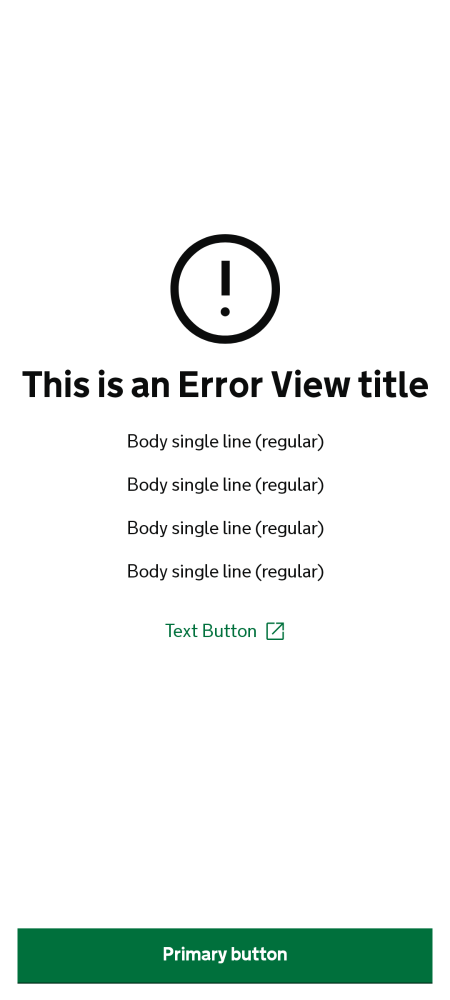 This is an Error View title
Body single line (regular)
Body single line (regular)
Body single line (regular)
Body single line (regular)
Text Button
Primary button